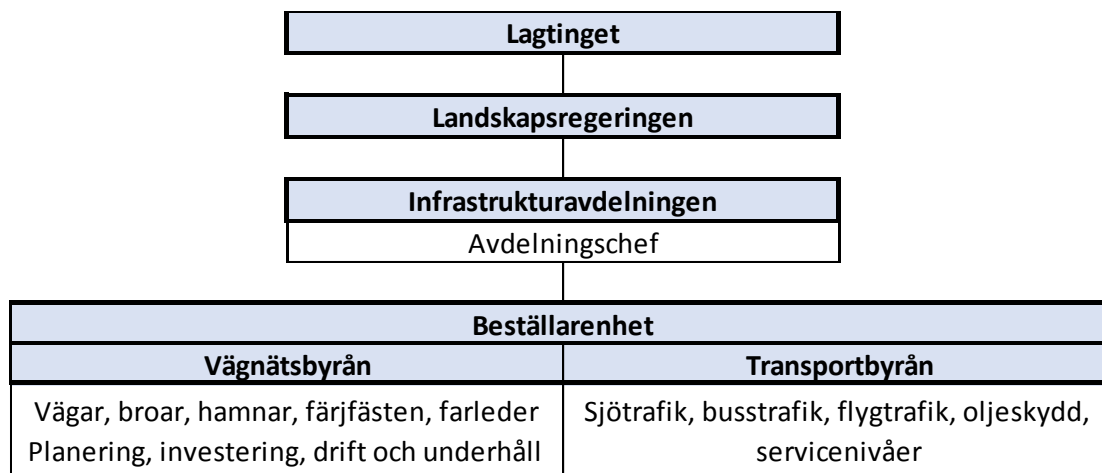 Lagtinget
Landskapsregeringen
Infrastrukturavdelningen
Avdelningschef
Beställarenhet
Vägnätsbyrån
Transportbyrån
Vägar, broar, hamnar, färjfästen, farleder
Planering, investering, drift och underhåll
Sjötrafik, busstrafik, flygtrafik, oljeskydd,
servicenivåer